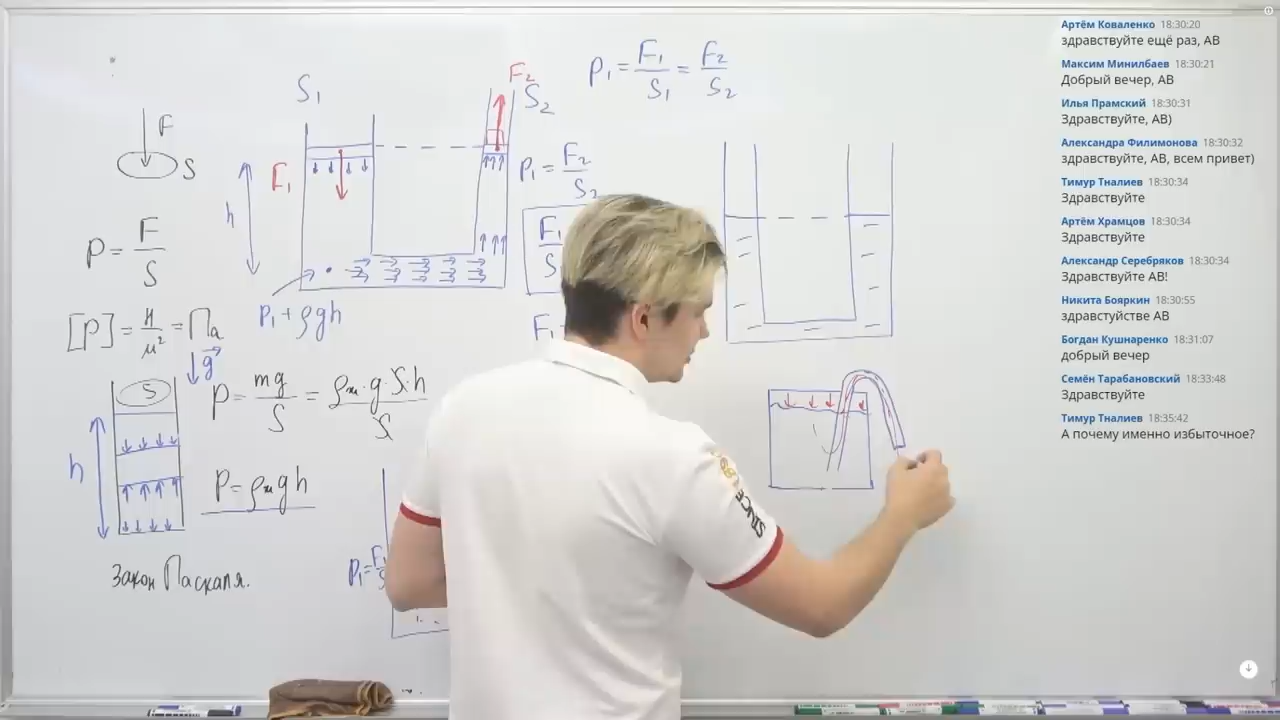 F
S
P = F/S
[P] = Н/м² = Па
g
S
h
P = mg/S = ρж·g·S·h/S
P = ρж g h
Закон Паскаля.
S₁
F₁
h
P₁ + ρgh
F₂
S₂
P₁ = F₁/S₁ = F₂/S₂
P₁ = F₂/S₂
F₁
S
F₁
P₁ = F₁
S
Артём Коваленко 18:30:20
здравствуйте ещё раз, АВ
Максим Минилбаев 18:30:21
Добрый вечер, АВ
Илья Прамский 18:30:31
Здравствуйте, АВ)
Александра Филимонова 18:30:32
здравствуйте, АВ, всем привет)
Тимур Тналиев 18:30:34
Здравствуйте
Артём Храмцов 18:30:34
Здравствуйте
Александр Серебряков 18:30:34
Здравствуйте АВ!
Никита Бояркин 18:30:55
здравстуйстве АВ
Богдан Кушнаренко 18:31:07
добрый вечер
Семён Тарабановский 18:33:48
Здравствуйте
Тимур Тналиев 18:35:42
А почему именно избыточное?